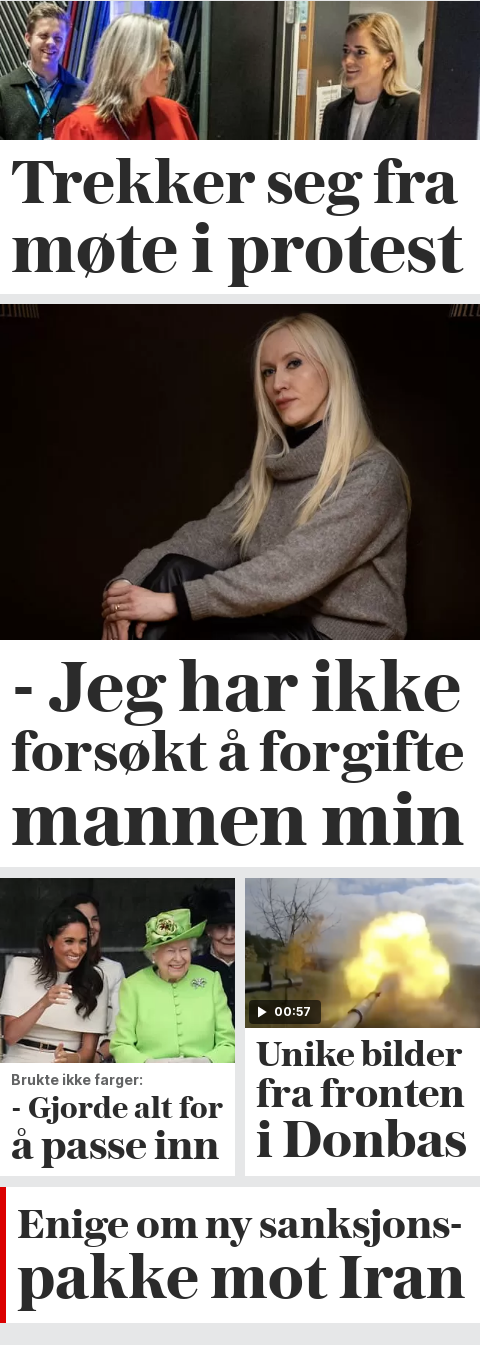 Trekker seg fra
møte i protest
- Jeg har ikke
forsøkt å forgifte
mannen min
Brukte ikke farger:
- Gjorde alt for
å passe inn
00:57
Unike bilder
fra fronten
i Donbas
Enige om ny sanksjons-
pakke mot Iran